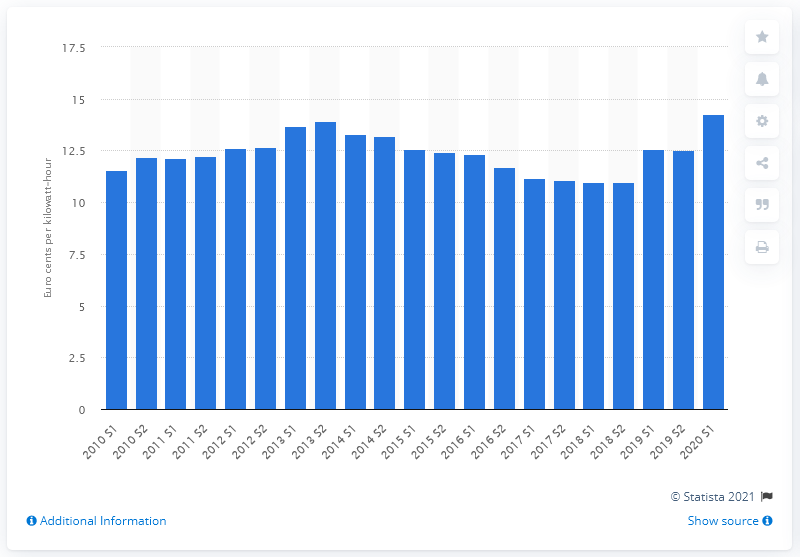 17.5
15
12.5
10
7.5
5
2.5
0
Euro cents per kilowatt-hour
2010 S1
2010 S2
2011 S1
2011 S2
2012 S1
2012 S2
2013 S1
2013 S2
2014 S1
2014 S2
2015 S1
2015 S2
2016 S1
2016 S2
2017 S1
2017 S2
2018 S1
2018 S2
2019 S1
2019 S2
2020 S1
© Statista 2021
Additional Information
Show source